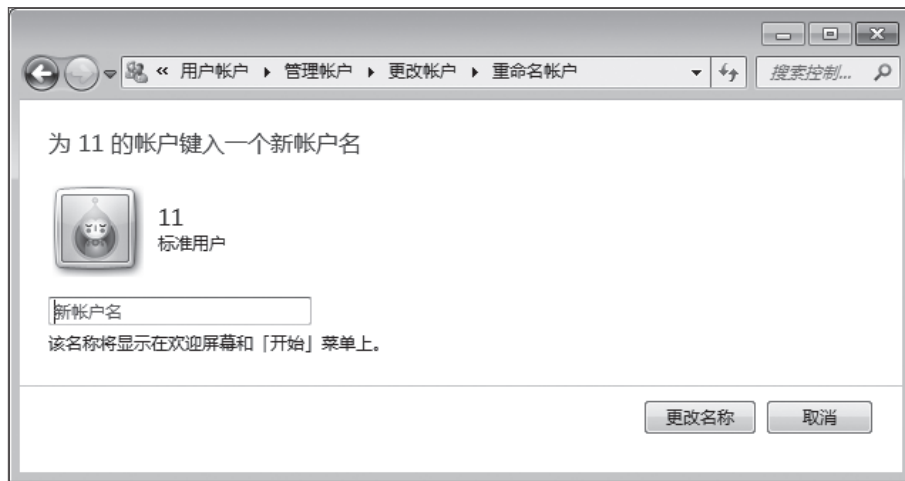 « 用户帐户 ▸ 管理帐户 ▸ 更改帐户 ▸ 重命名帐户
搜索控制...
为 11 的帐户键入一个新帐户名
11
标准用户
新帐户名
该名称将显示在欢迎屏幕和「开始」菜单上。
更改名称
取消